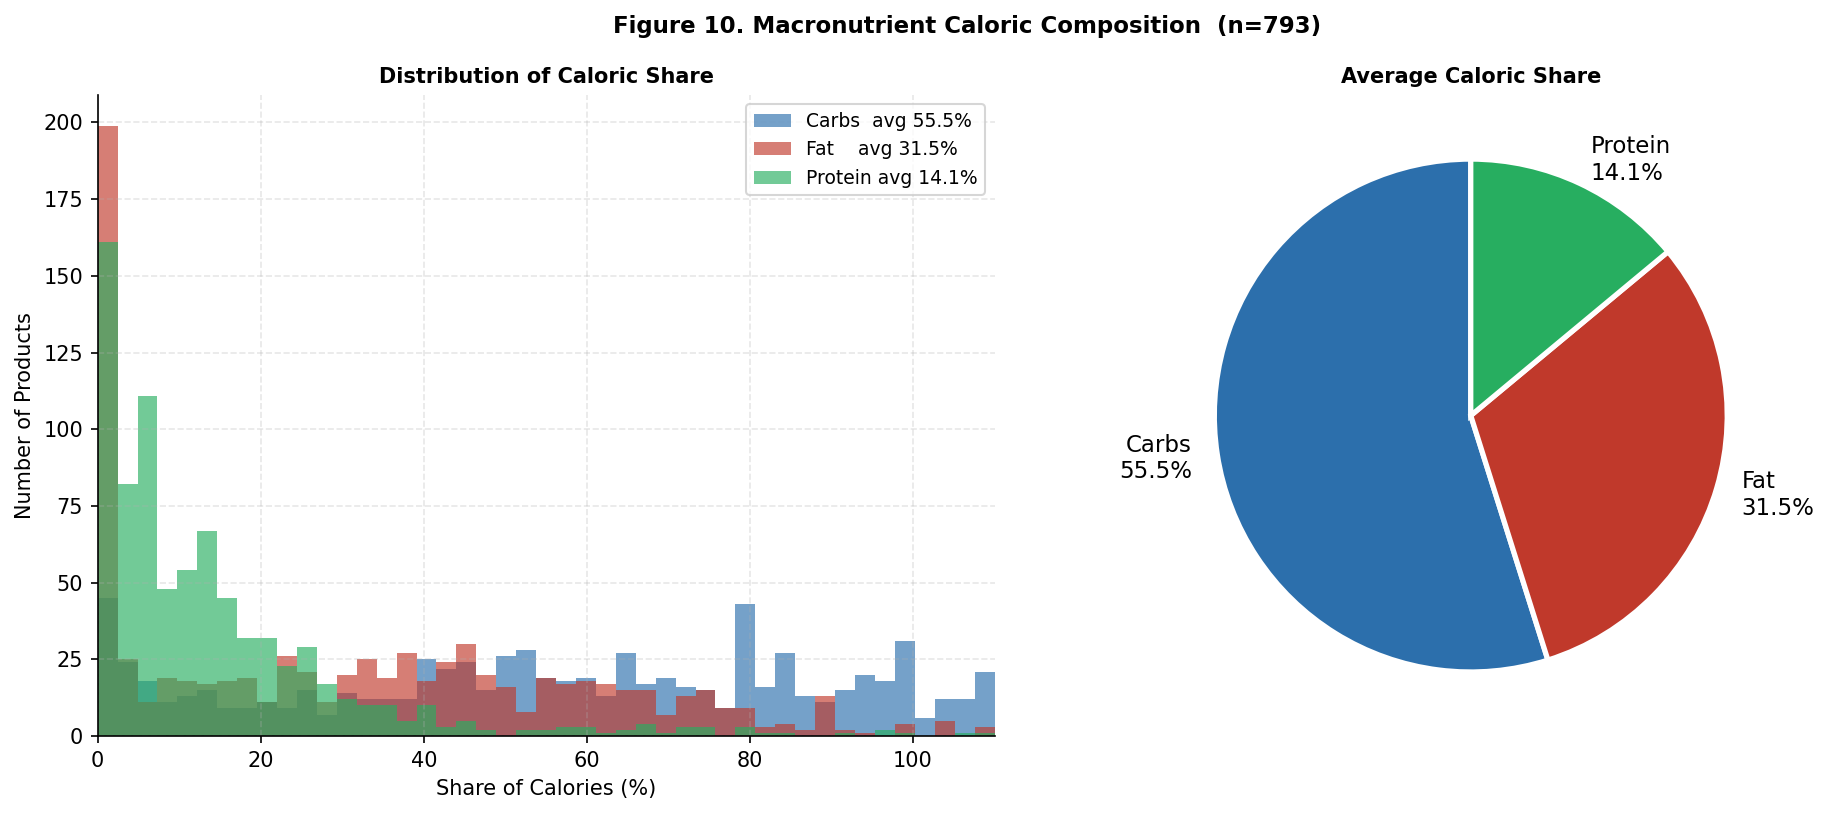 Figure 10. Macronutrient Caloric Composition  (n=793)
Distribution of Caloric Share
Number of Products
200
175
150
125
100
75
50
25
0
0 20 40 60 80 100
Share of Calories (%)
Carbs  avg 55.5%
Fat    avg 31.5%
Protein avg 14.1%
Average Caloric Share
Protein
14.1%
Carbs
55.5%
Fat
31.5%